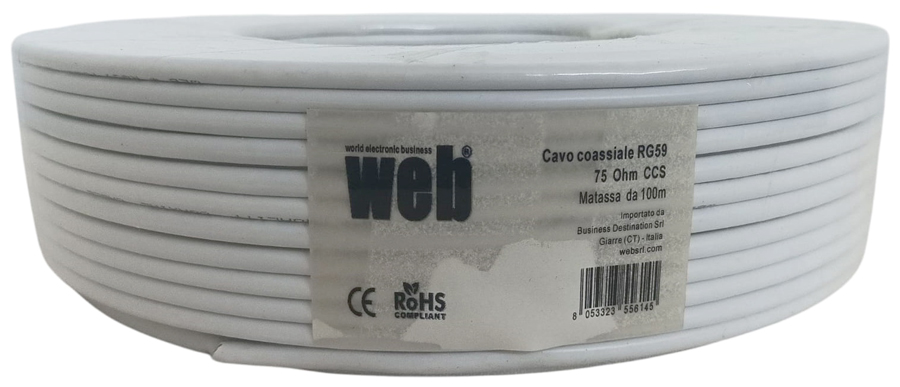 world electronic business
web®
Cavo coassiale RG59
75 Ohm CCS
Matassa da 100m
Importato da
Business Destination Srl
Giarre (CT) - Italia
websrl.com
CE
RoHS
COMPLIANT
8 053323 556145